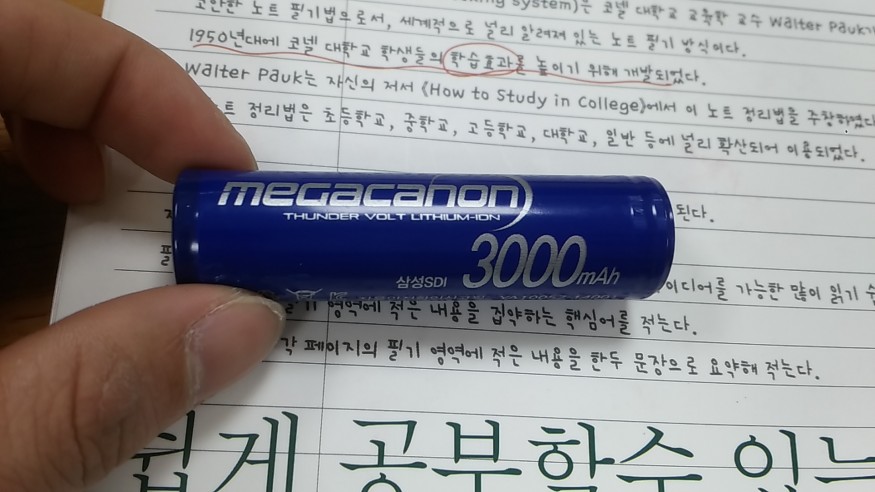 system)은 코넬 대학교 교육학 교수 Walter Pauk가
고안한 노트 필기법으로서, 세계적으로 널리 알려져 있는 노트 필기 방식이다.
1950년대에 코넬 대학교 학생들의 학습효과를 높이기 위해 개발되었다.
Walter Pauk는 자신의 저서 《How to Study in College》에서 이 노트 정리법을 주창하였다
노트 정리법은 초등학교, 중학교, 고등학교, 대학교, 일반 등에 널리 확산되어 이용되었다.
된다.
megacanon
THUNDER VOLT LITHIUM-ION
3000mAh
삼성SDI
이디어를 가능한 많이 읽기 쉽
필기 영역에 적은 내용을 집약하는 핵심어를 적는다.
각 페이지의 필기 영역에 적은 내용을 한두 문장으로 요약해 적는다.
쉽게 공부할수 있는